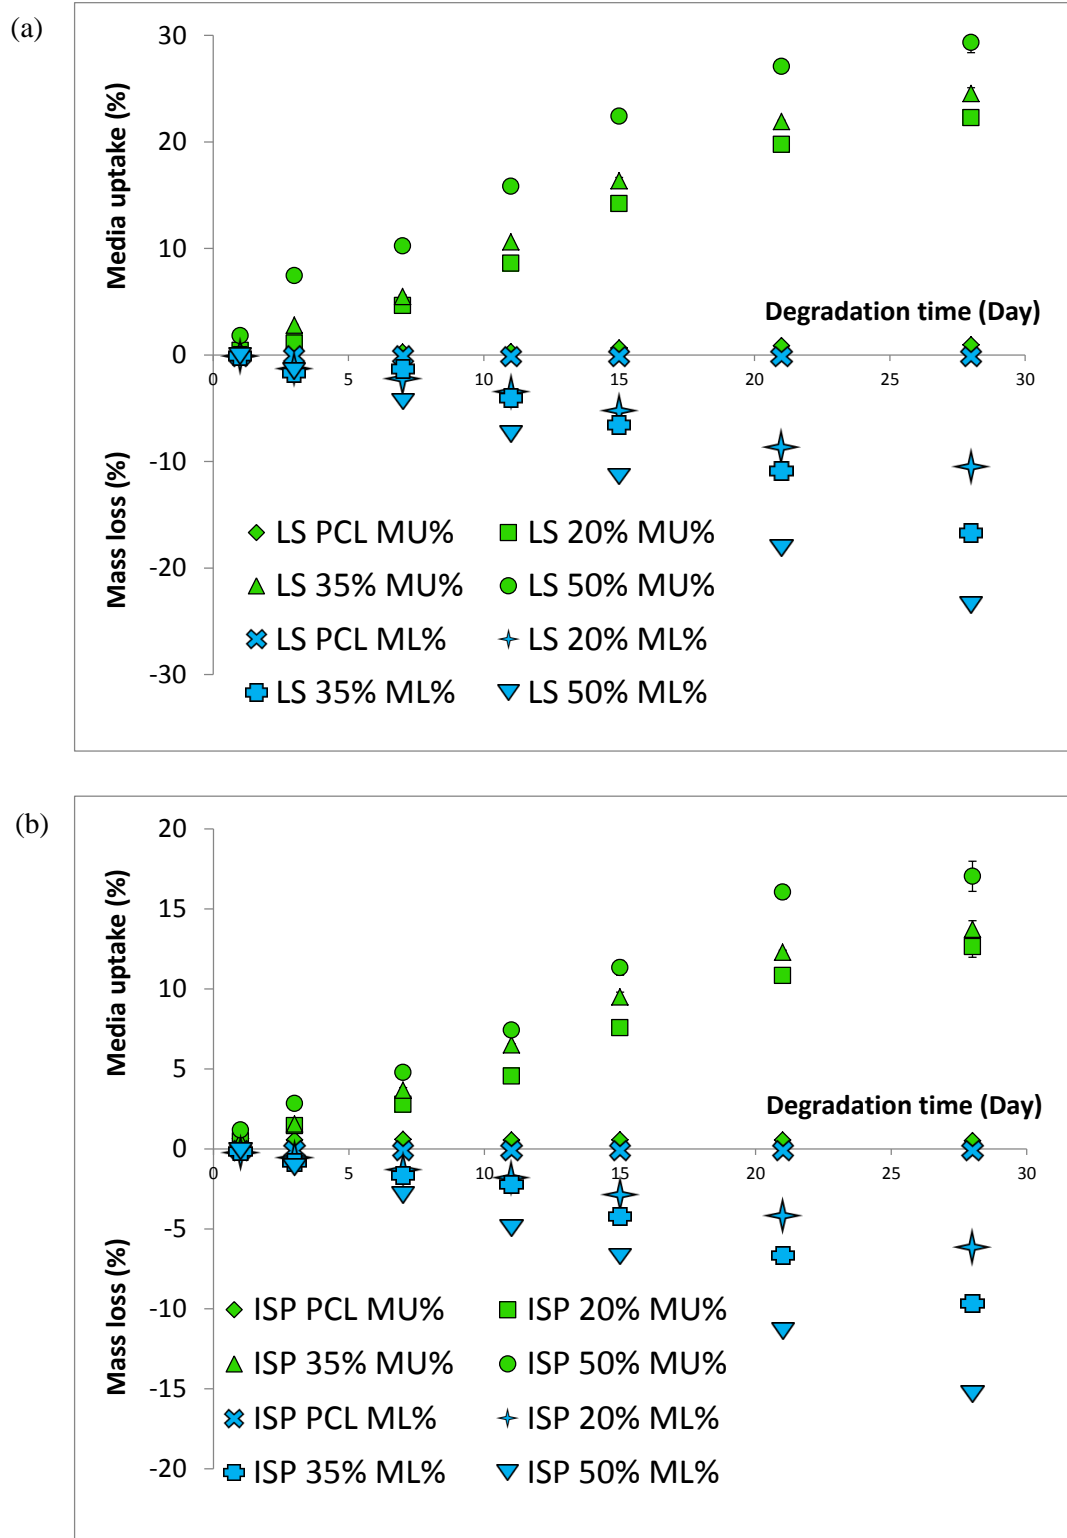 (a)
30
20
10
0
-10
-20
-30
Media uptake (%)
Mass loss (%)
Degradation time (Day)
0 5 10 15 20 25 30
LS PCL MU% LS 20% MU%
LS 35% MU% LS 50% MU%
LS PCL ML% LS 20% ML%
LS 35% ML% LS 50% ML%
(b)
20
15
10
5
0
-5
-10
-15
-20
Media uptake (%)
Mass loss (%)
Degradation time (Day)
0 5 10 15 20 25 30
ISP PCL MU% ISP 20% MU%
ISP 35% MU% ISP 50% MU%
ISP PCL ML% ISP 20% ML%
ISP 35% ML% ISP 50% ML%